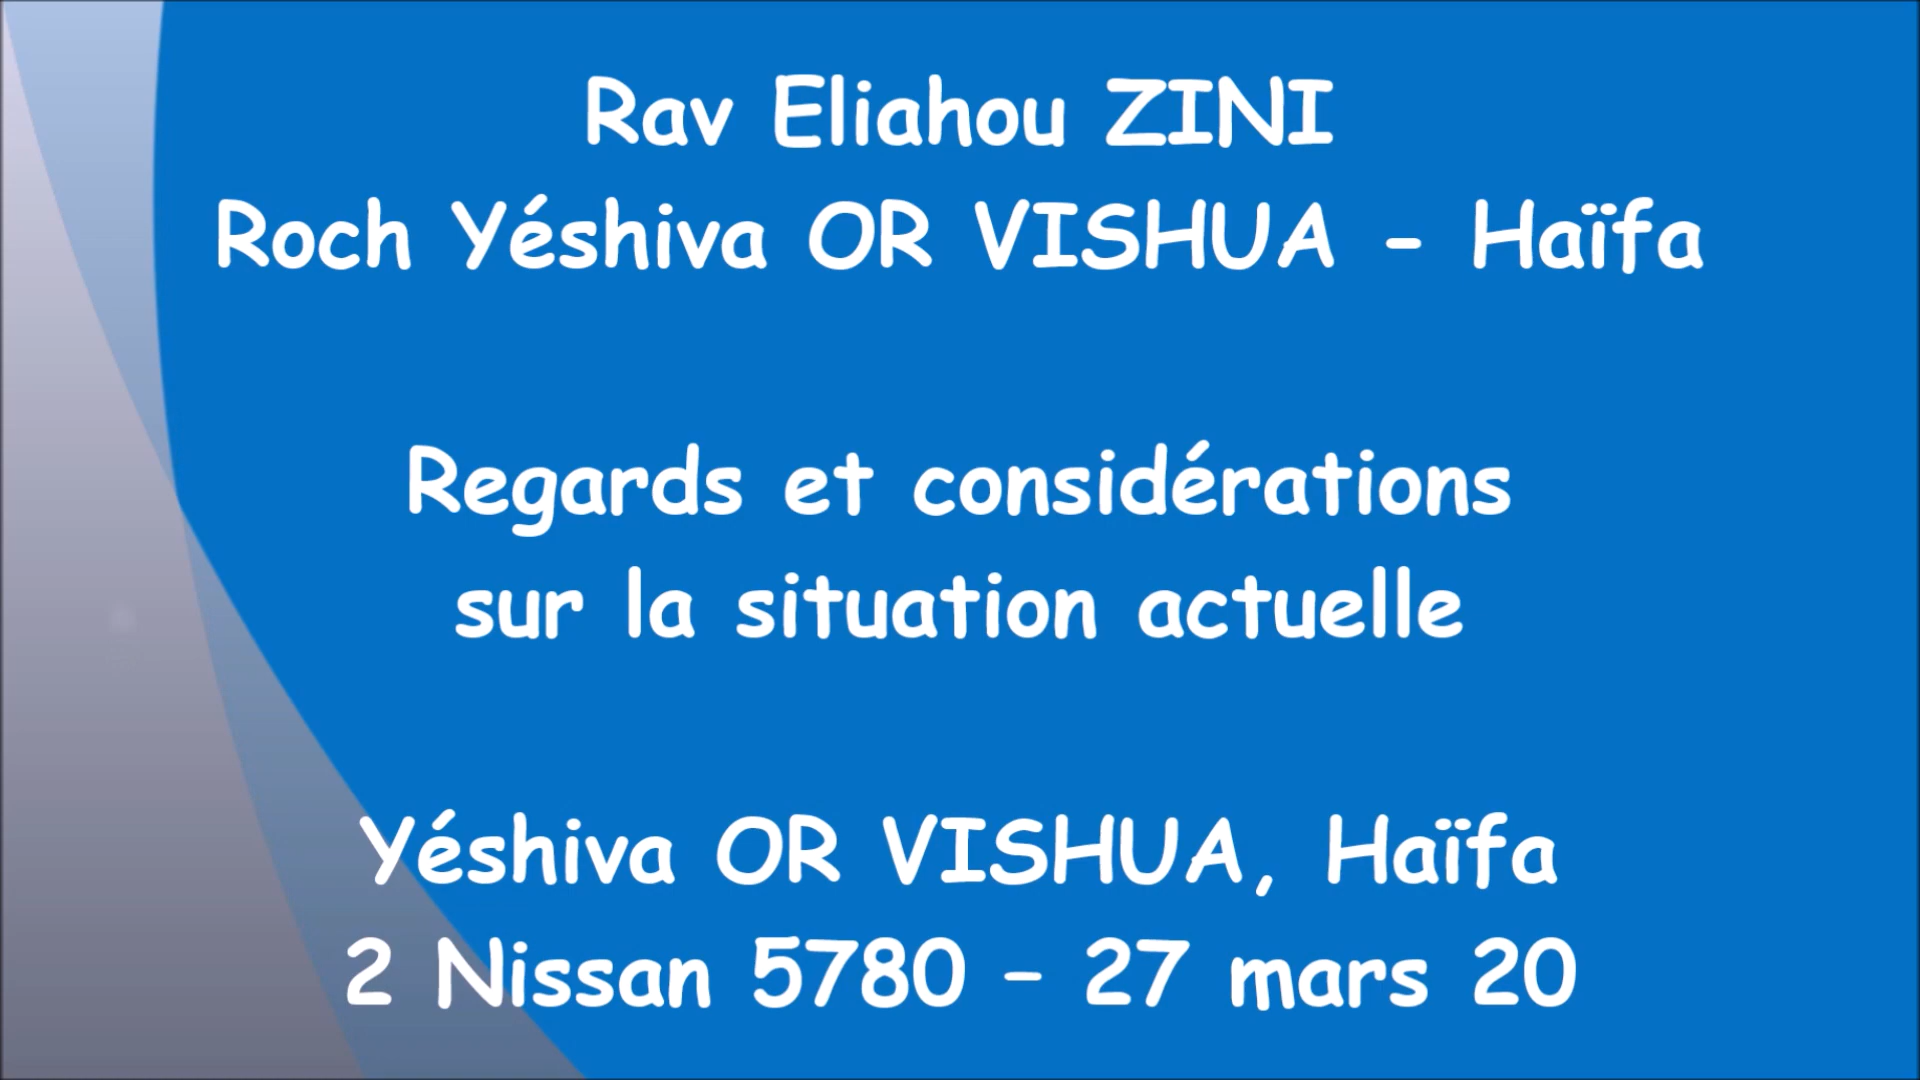 Rav Eliahou ZINI
Roch Yéshiva OR VISHUA - Haïfa
Regards et considérations
sur la situation actuelle
Yéshiva OR VISHUA, Haïfa
2 Nissan 5780 – 27 mars 20